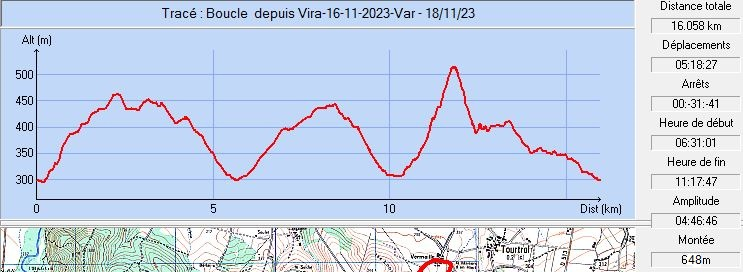 Tracé : Boucle depuis Vira-16-11-2023-Var - 18/11/23
Alt (m)
500
450
400
350
300
0
5
10
Dist (km)
Distance totale
16.058 km
Déplacements
05:18:27
Arrêts
00:-31:-41
Heure de début
06:31:01
Heure de fin
11:17:47
Amplitude
04:46:46
Montée
648m
Vermeille
Tourtrol